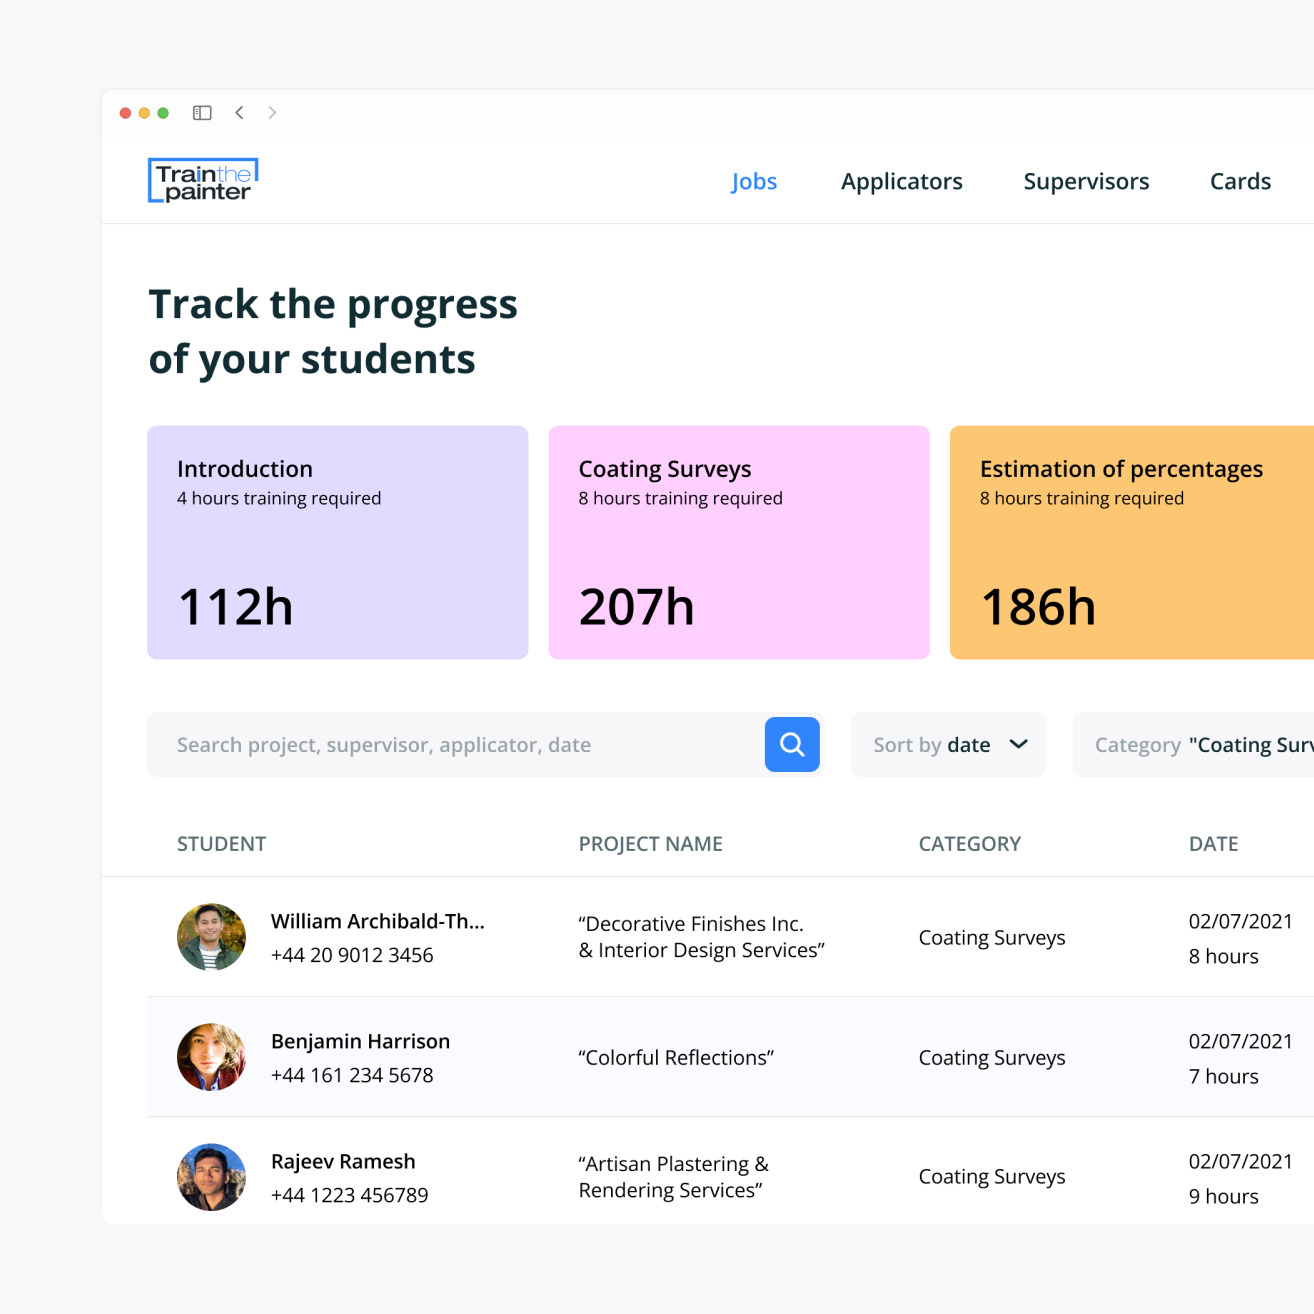 Trainthe
painter
Jobs
Applicators
Supervisors
Cards
Track the progress
of your students
Introduction
4 hours training required
112h
Coating Surveys
8 hours training required
207h
Estimation of percentages
8 hours training required
186h
Search project, supervisor, applicator, date
Sort by date
Category "Coating Surv
STUDENT
PROJECT NAME
CATEGORY
DATE
William Archibald-Th...
+44 20 9012 3456
“Decorative Finishes Inc.
& Interior Design Services”
Coating Surveys
02/07/2021
8 hours
Benjamin Harrison
+44 161 234 5678
“Colorful Reflections”
Coating Surveys
02/07/2021
7 hours
Rajeev Ramesh
+44 1223 456789
“Artisan Plastering &
Rendering Services”
Coating Surveys
02/07/2021
9 hours